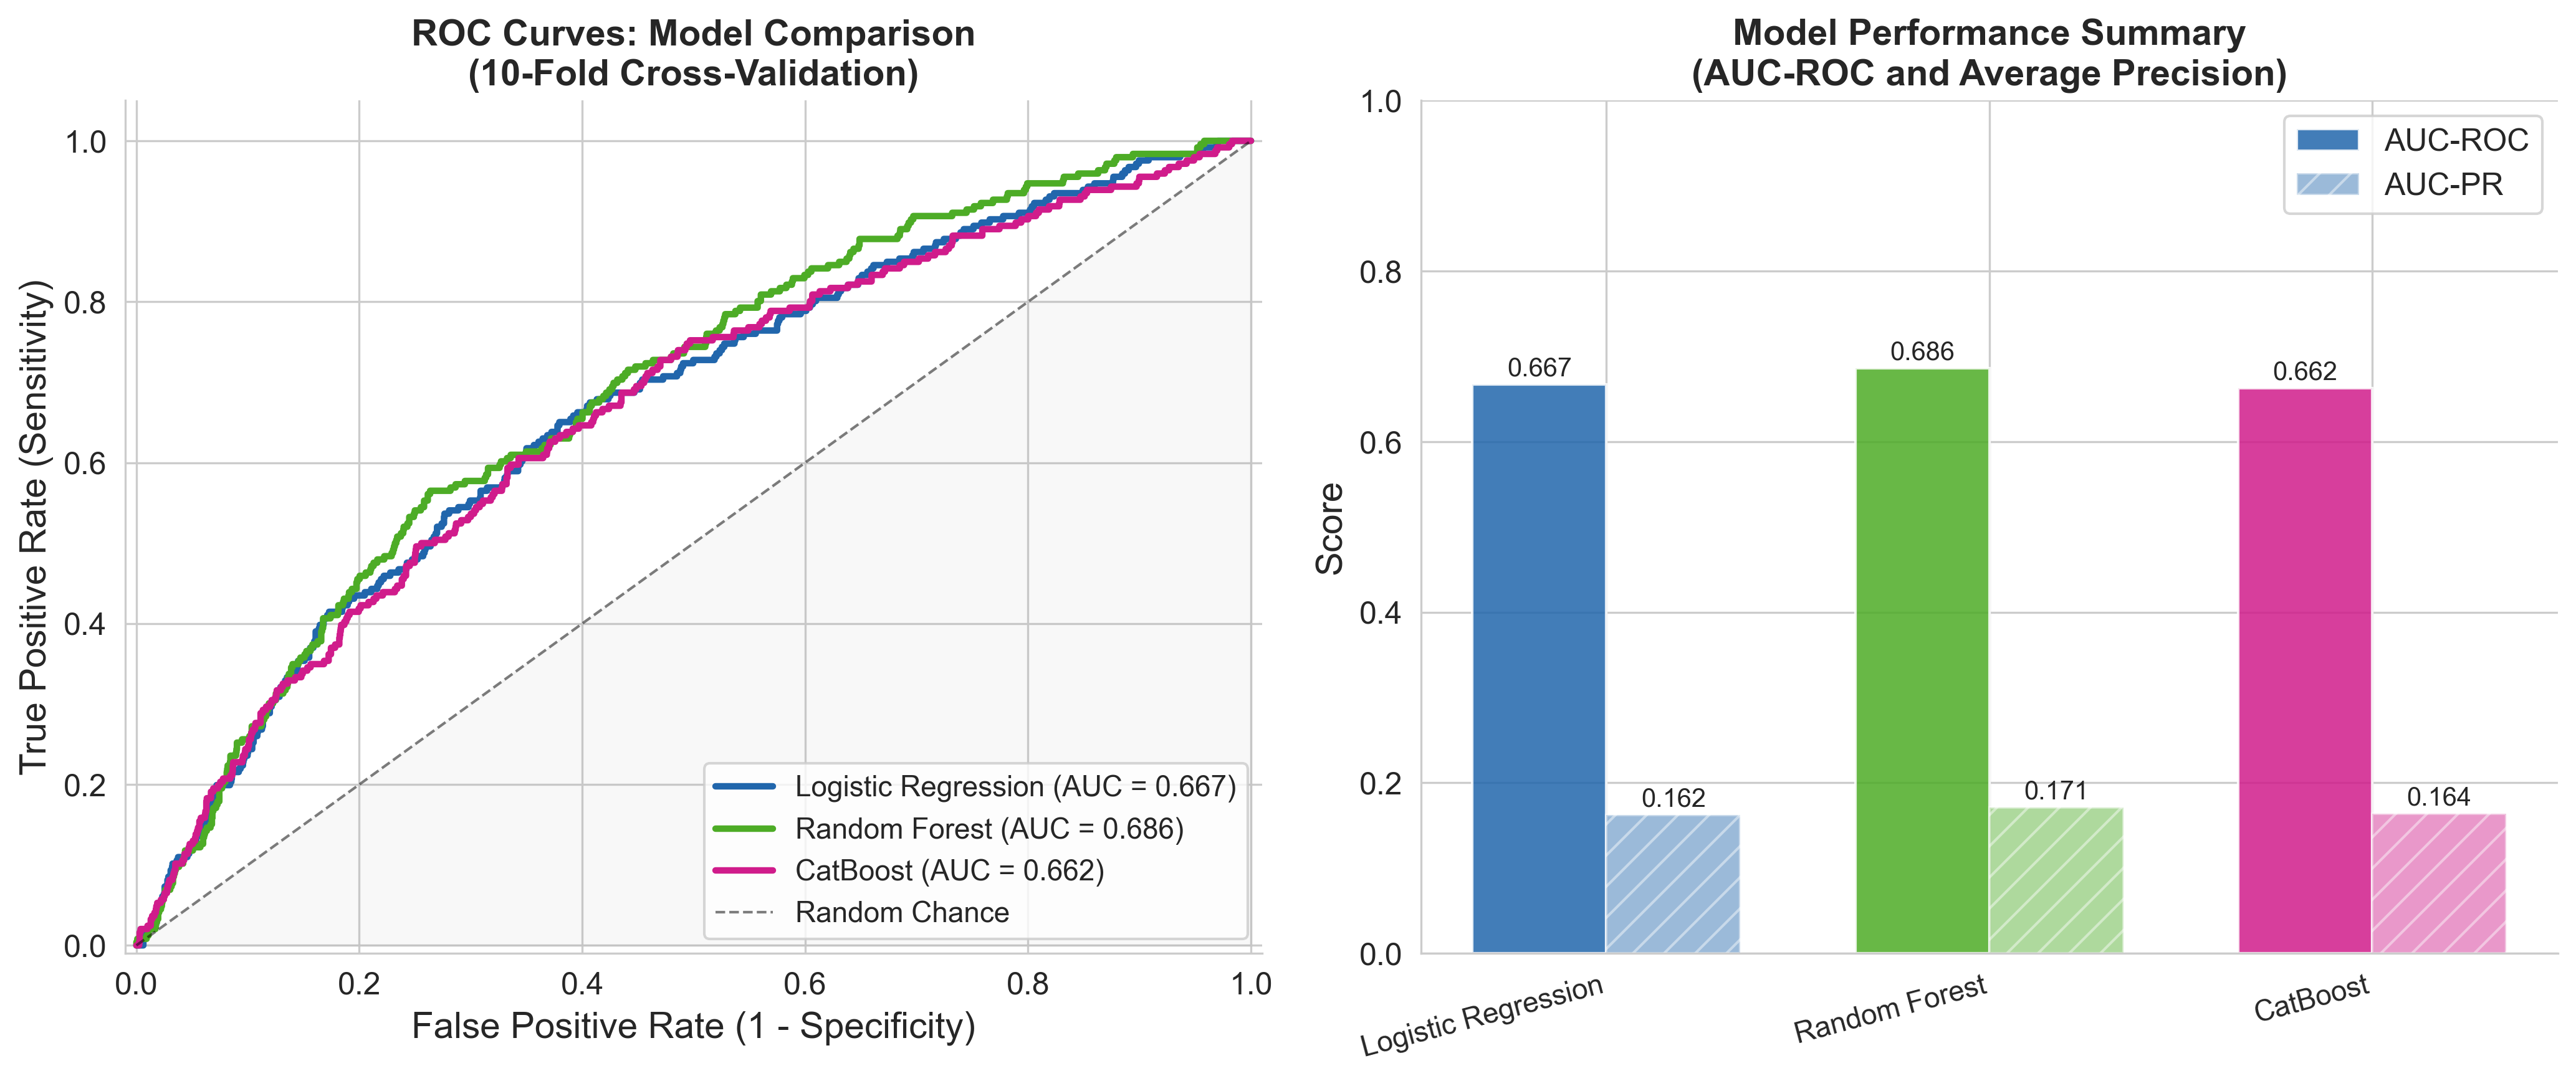 ROC Curves: Model Comparison
(10-Fold Cross-Validation)
True Positive Rate (Sensitivity)
1.0
0.8
0.6
0.4
0.2
0.0
0.0 0.2 0.4 0.6 0.8 1.0
False Positive Rate (1 - Specificity)
Logistic Regression (AUC = 0.667)
Random Forest (AUC = 0.686)
CatBoost (AUC = 0.662)
Random Chance
Model Performance Summary
(AUC-ROC and Average Precision)
Score
1.0
0.8
0.6
0.4
0.2
0.0
AUC-ROC
AUC-PR
0.667
0.162
0.686
0.171
0.662
0.164
Logistic Regression
Random Forest
CatBoost